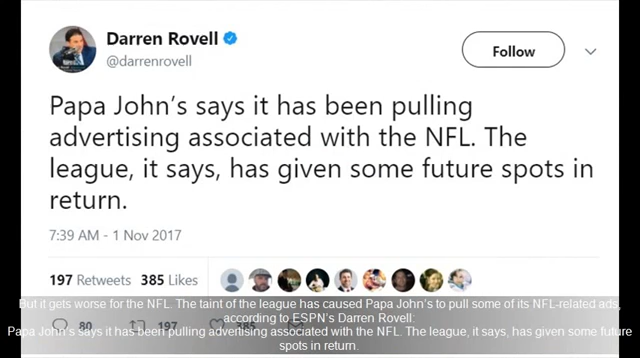 Darren Rovell
@darrenrovell
Follow
Papa John's says it has been pulling
advertising associated with the NFL. The
league, it says, has given some future spots in
return.
7:39 AM - 1 Nov 2017
197 Retweets 385 Likes
But it gets worse for the NFL. The taint of the league has caused Papa John's to pull some of its NFL-related ads,
according to ESPN's Darren Rovell:
80 197
Papa John's says it has been pulling advertising associated with the NFL. The league, it says, has given some future
spots in return.